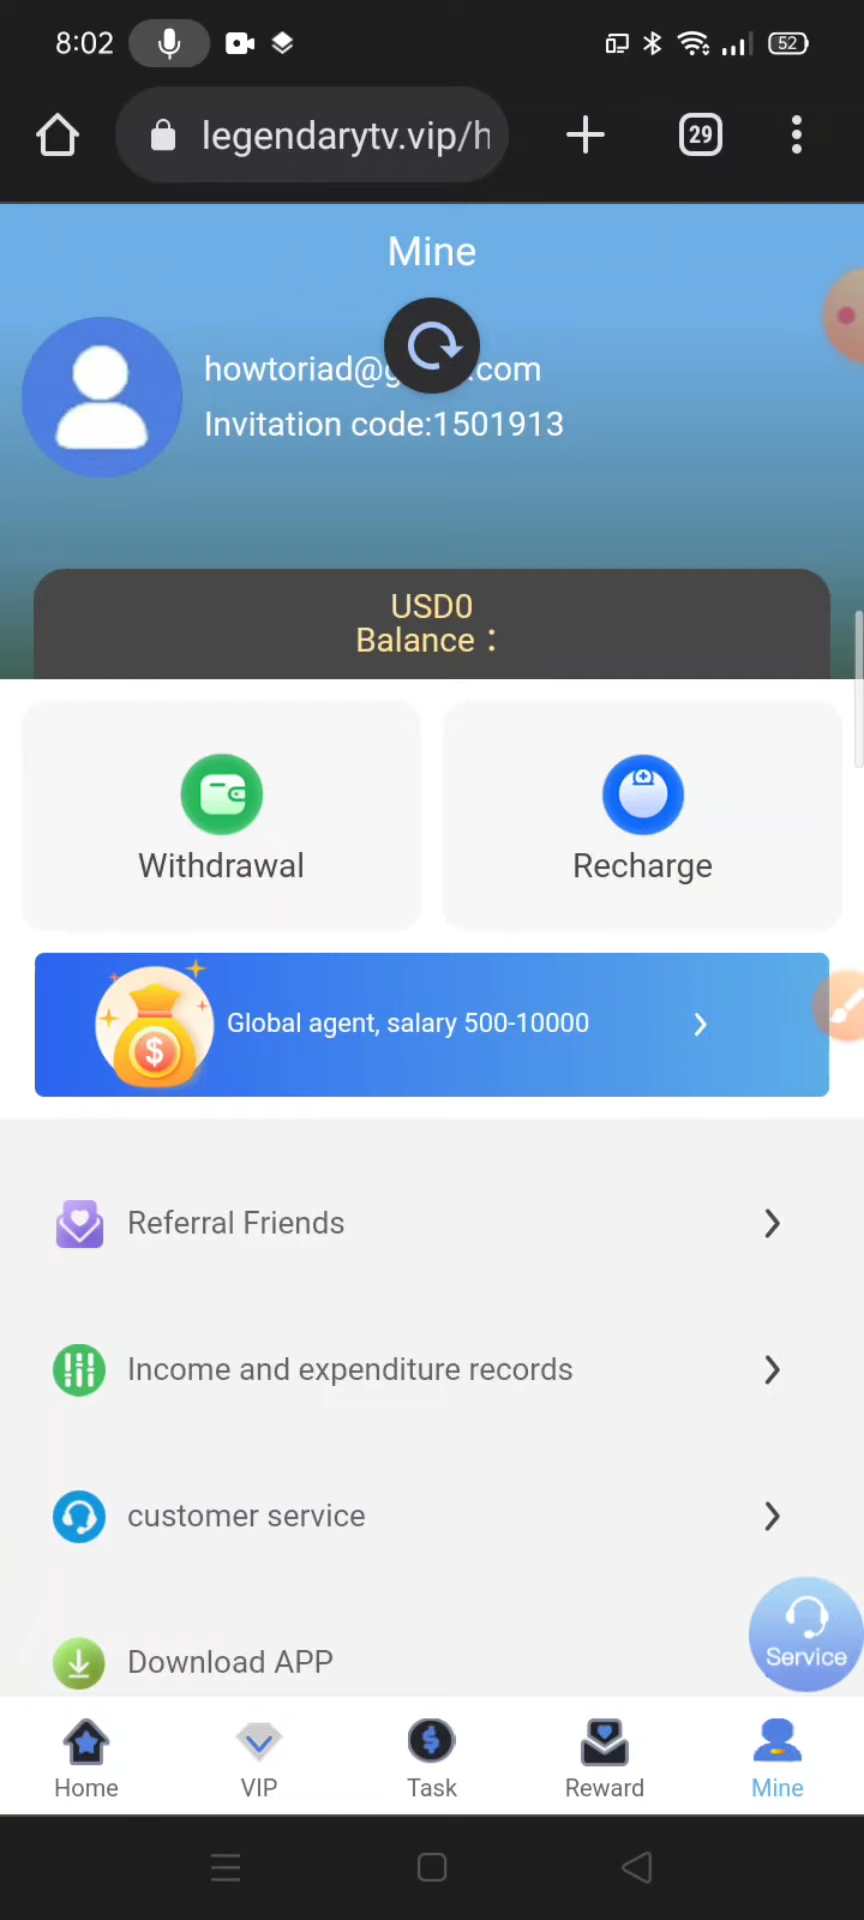 8:02
52
legendarytv.vip/h
29
Mine
howtoriad@g .com
Invitation code:1501913
USD0
Balance：
Withdrawal
Recharge
Global agent, salary 500-10000
Referral Friends
Income and expenditure records
customer service
Service
Download APP
Home
VIP
Task
Reward
Mine